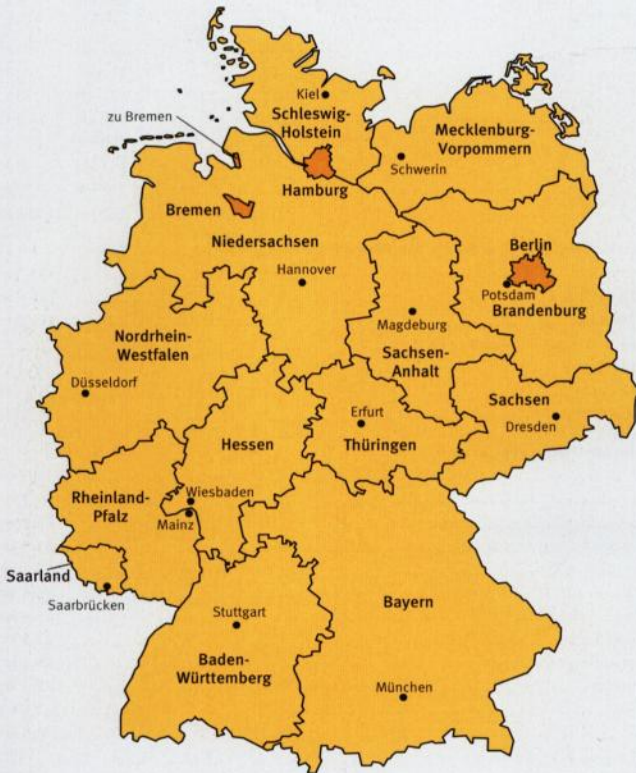 Kiel
Schleswig-
Holstein
zu Bremen
Mecklenburg-
Vorpommern
Schwerin
Hamburg
Bremen
Niedersachsen
Berlin
Hannover
Potsdam
Brandenburg
Magdeburg
Nordrhein-
Westfalen
Sachsen-
Anhalt
Düsseldorf
Sachsen
Erfurt
Dresden
Hessen
Thüringen
Wiesbaden
Rheinland-
Pfalz
Mainz
Saarland
Saarbrücken
Bayern
Stuttgart
Baden-
Württemberg
München